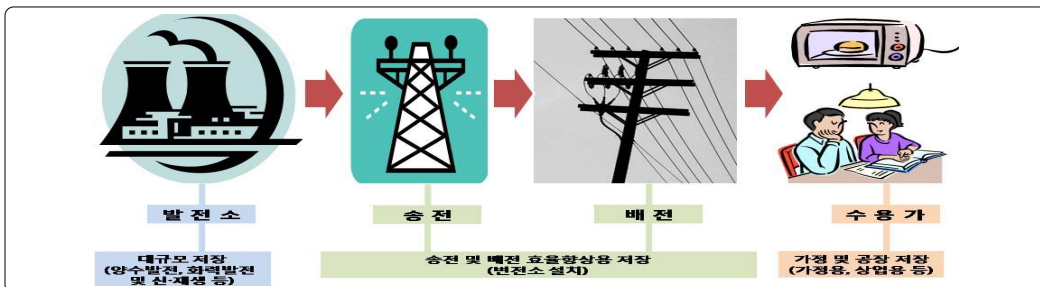 발 전 소
송 전
배 전
수 용 가
대규모 저장
(양수발전, 화력발전
및 신·재생 등)
송전 및 배전 효율향상용 저장
(변전소 설치)
가정 및 공장 저장
(가정용, 상업용 등)